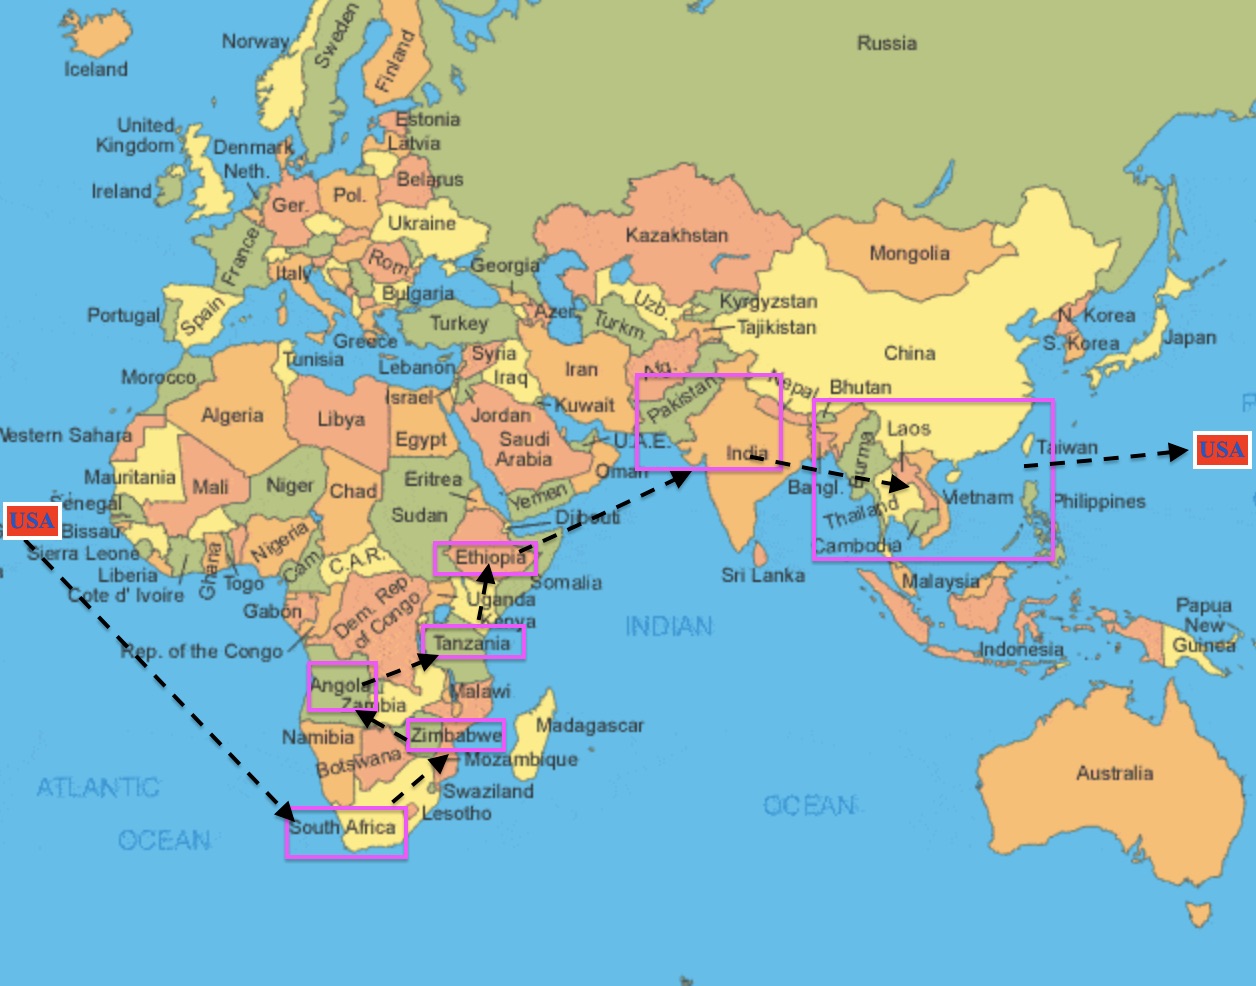 Iceland
Norway
Sweden
Finland
Russia
Estonia
Latvia
United
Kingdom
Denmark
Neth.
Ireland
Belarus
Ger.
Pol.
Ukraine
France
Kazakhstan
Mongolia
Italy
Rom.
Georgia
Bulgaria
Uzb.
Kyrgyzstan
Portugal
Spain
Turkey
Azer.
Turkm.
Tajikistan
N. Korea
S. Korea
Japan
Greece
Tunisia
Lebanon
Syria
Iraq
Iran
Afg.
China
Morocco
Israel
Jordan
Kuwait
Pakistan
Nepal
Bhutan
Algeria
Libya
Egypt
Saudi
Arabia
U.A.E.
Oman
India
Burma
Laos
Taiwan
USA
Western Sahara
Mauritania
Mali
Niger
Chad
Eritrea
Sudan
Yemen
Djibouti
Bangl.
Thailand
Vietnam
Philippines
Cambodia
USA
Senegal
Bissau
Sierra Leone
Liberia
Cote d' Ivoire
Ghana
Togo
Nigeria
Cam.
C.A.R.
Ethiopia
Somalia
Uganda
Kenya
Sri Lanka
Malaysia
Gabon
Dem. Rep
of Congo
Rep. of the Congo
Tanzania
INDIAN
Indonesia
Papua
New
Guinea
Angola
Zambia
Malawi
Namibia
Botswana
Zimbabwe
Mozambique
Madagascar
Swaziland
Lesotho
South Africa
ATLANTIC
OCEAN
OCEAN
Australia